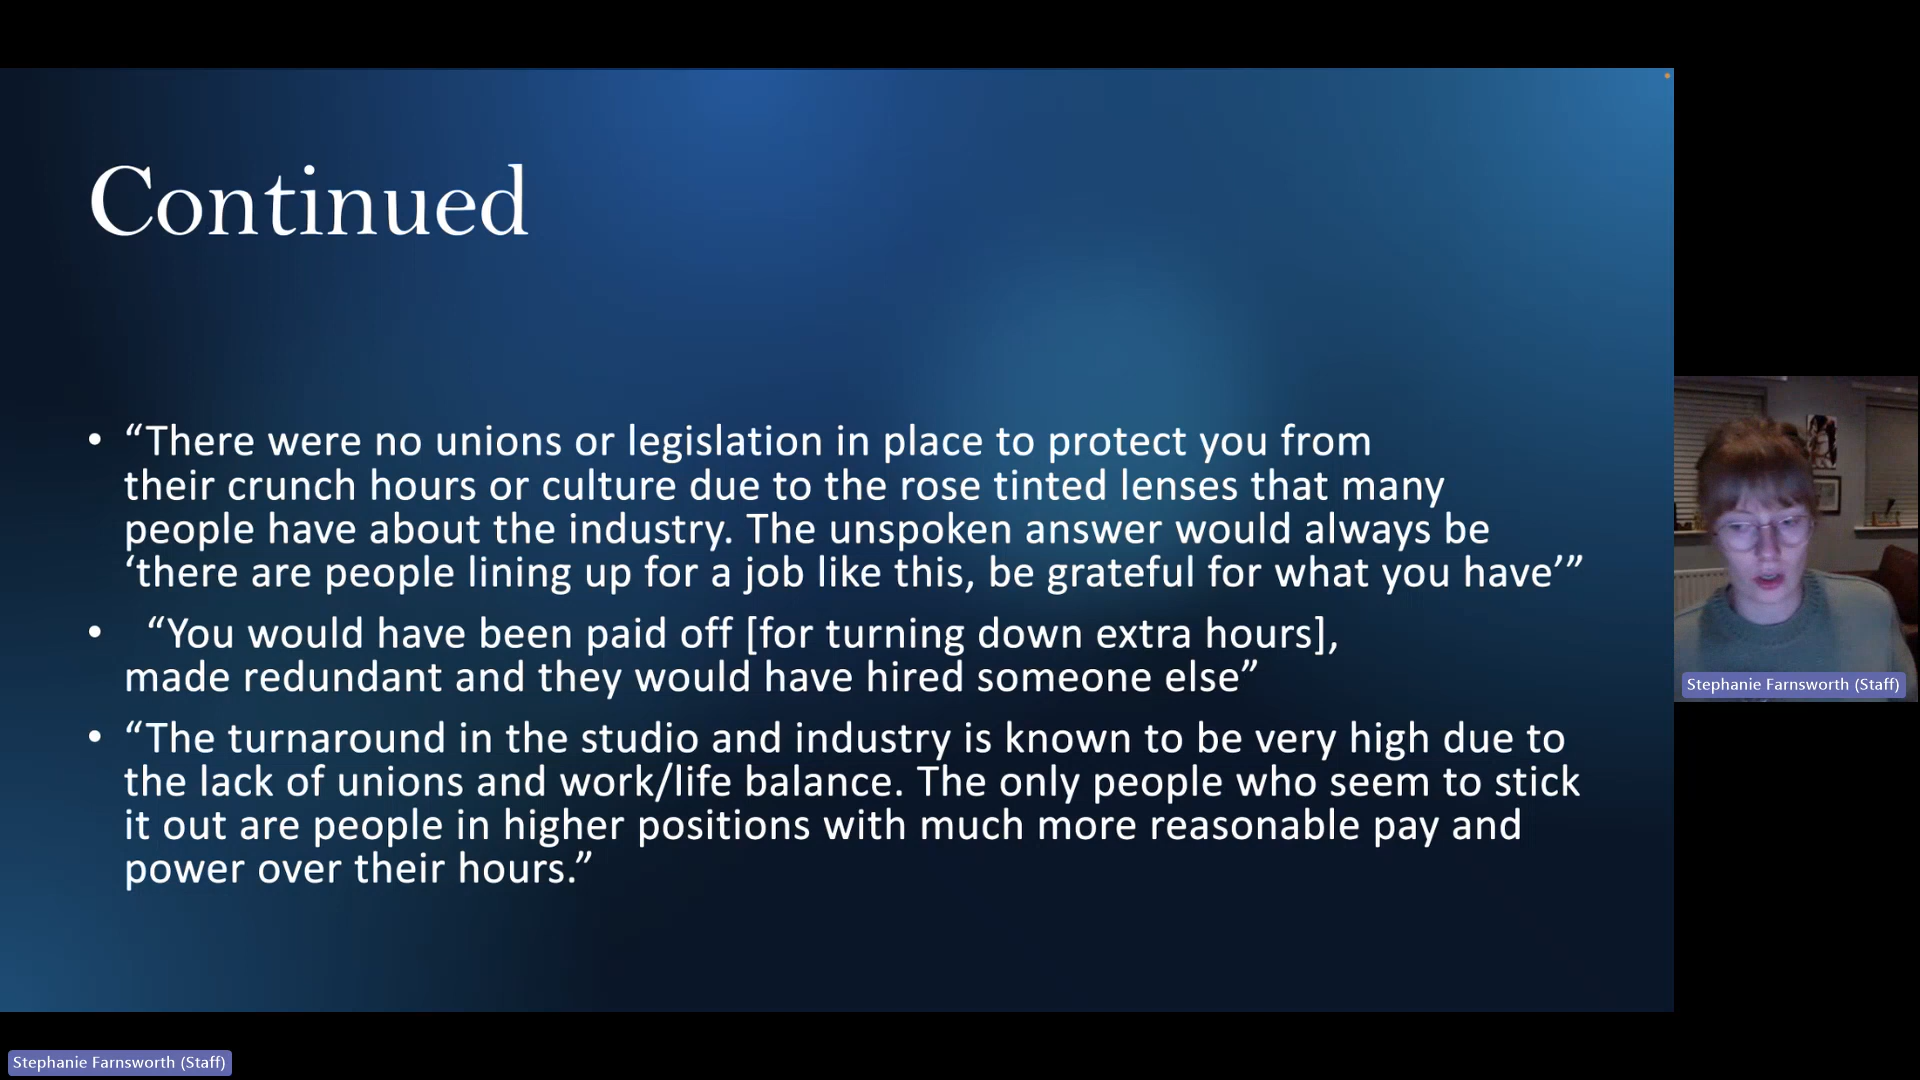 Continued
• “There were no unions or legislation in place to protect you from
their crunch hours or culture due to the rose tinted lenses that many
people have about the industry. The unspoken answer would always be
‘there are people lining up for a job like this, be grateful for what you have’”
• “You would have been paid off [for turning down extra hours],
made redundant and they would have hired someone else”
• “The turnaround in the studio and industry is known to be very high due to
the lack of unions and work/life balance. The only people who seem to stick
it out are people in higher positions with much more reasonable pay and
power over their hours.”
Stephanie Farnsworth (Staff)
Stephanie Farnsworth (Staff)